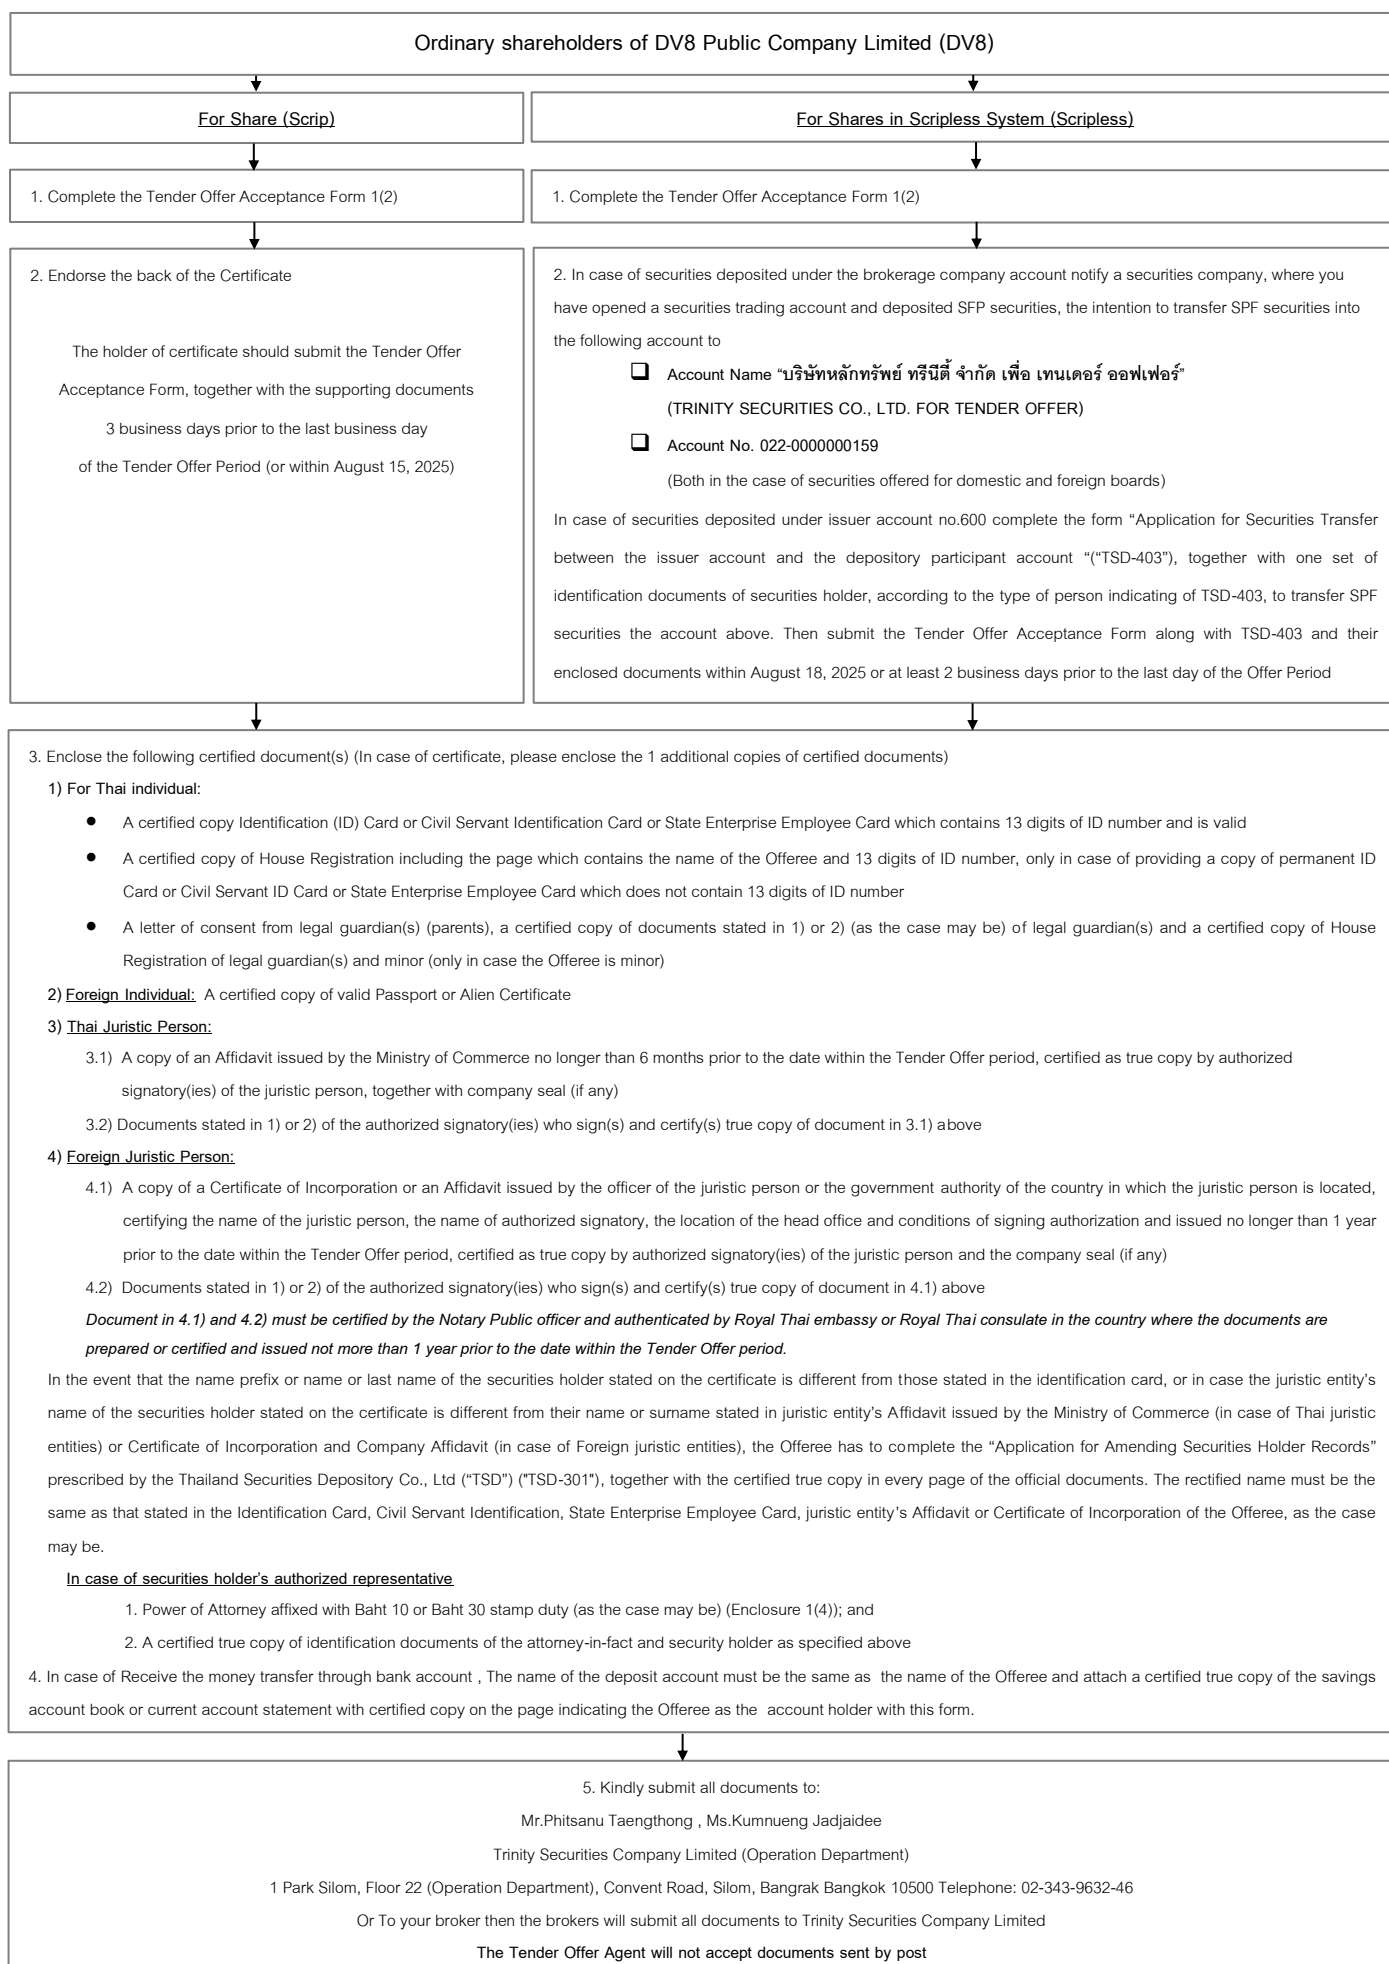 Ordinary shareholders of DV8 Public Company Limited (DV8)
For Share (Scrip)
For Shares in Scripless System (Scripless)
1. Complete the Tender Offer Acceptance Form 1(2)
1. Complete the Tender Offer Acceptance Form 1(2)
2. Endorse the back of the Certificate
The holder of certificate should submit the Tender Offer
Acceptance Form, together with the supporting documents
3 business days prior to the last business day
of the Tender Offer Period (or within August 15, 2025)
2. In case of securities deposited under the brokerage company account notify a securities company, where you
have opened a securities trading account and deposited SFP securities, the intention to transfer SPF securities into
the following account to
❑ Account Name “บริษัทหลักทรัพย์ ทรีนีตี้ จำกัด เพื่อ เทนเดอร์ ออฟเฟอร์”
(TRINITY SECURITIES CO., LTD. FOR TENDER OFFER)
❑ Account No. 022-0000000159
(Both in the case of securities offered for domestic and foreign boards)
In case of securities deposited under issuer account no.600 complete the form “Application for Securities Transfer
between the issuer account and the depository participant account “(“TSD-403”), together with one set of
identification documents of securities holder, according to the type of person indicating of TSD-403, to transfer SPF
securities the account above. Then submit the Tender Offer Acceptance Form along with TSD-403 and their
enclosed documents within August 18, 2025 or at least 2 business days prior to the last day of the Offer Period
3. Enclose the following certified document(s) (In case of certificate, please enclose the 1 additional copies of certified documents)
1) For Thai individual:
● A certified copy Identification (ID) Card or Civil Servant Identification Card or State Enterprise Employee Card which contains 13 digits of ID number and is valid
● A certified copy of House Registration including the page which contains the name of the Offeree and 13 digits of ID number, only in case of providing a copy of permanent ID
Card or Civil Servant ID Card or State Enterprise Employee Card which does not contain 13 digits of ID number
● A letter of consent from legal guardian(s) (parents), a certified copy of documents stated in 1) or 2) (as the case may be) of legal guardian(s) and a certified copy of House
Registration of legal guardian(s) and minor (only in case the Offeree is minor)
2) Foreign Individual: A certified copy of valid Passport or Alien Certificate
3) Thai Juristic Person:
3.1) A copy of an Affidavit issued by the Ministry of Commerce no longer than 6 months prior to the date within the Tender Offer period, certified as true copy by authorized
signatory(ies) of the juristic person, together with company seal (if any)
3.2) Documents stated in 1) or 2) of the authorized signatory(ies) who sign(s) and certify(s) true copy of document in 3.1) above
4) Foreign Juristic Person:
4.1) A copy of a Certificate of Incorporation or an Affidavit issued by the officer of the juristic person or the government authority of the country in which the juristic person is located,
certifying the name of the juristic person, the name of authorized signatory, the location of the head office and conditions of signing authorization and issued no longer than 1 year
prior to the date within the Tender Offer period, certified as true copy by authorized signatory(ies) of the juristic person and the company seal (if any)
4.2) Documents stated in 1) or 2) of the authorized signatory(ies) who sign(s) and certify(s) true copy of document in 4.1) above
Document in 4.1) and 4.2) must be certified by the Notary Public officer and authenticated by Royal Thai embassy or Royal Thai consulate in the country where the documents are
prepared or certified and issued not more than 1 year prior to the date within the Tender Offer period.
In the event that the name prefix or name or last name of the securities holder stated on the certificate is different from those stated in the identification card, or in case the juristic entity’s
name of the securities holder stated on the certificate is different from their name or surname stated in juristic entity’s Affidavit issued by the Ministry of Commerce (in case of Thai juristic
entities) or Certificate of Incorporation and Company Affidavit (in case of Foreign juristic entities), the Offeree has to complete the “Application for Amending Securities Holder Records”
prescribed by the Thailand Securities Depository Co., Ltd (“TSD”) ("TSD-301"), together with the certified true copy in every page of the official documents. The rectified name must be the
same as that stated in the Identification Card, Civil Servant Identification, State Enterprise Employee Card, juristic entity’s Affidavit or Certificate of Incorporation of the Offeree, as the case
may be.
In case of securities holder’s authorized representative
1. Power of Attorney affixed with Baht 10 or Baht 30 stamp duty (as the case may be) (Enclosure 1(4)); and
2. A certified true copy of identification documents of the attorney-in-fact and security holder as specified above
4. In case of Receive the money transfer through bank account , The name of the deposit account must be the same as the name of the Offeree and attach a certified true copy of the savings
account book or current account statement with certified copy on the page indicating the Offeree as the account holder with this form.
5. Kindly submit all documents to:
Mr.Phitsanu Taengthong , Ms.Kumnueng Jadjaidee
Trinity Securities Company Limited (Operation Department)
1 Park Silom, Floor 22 (Operation Department), Convent Road, Silom, Bangrak Bangkok 10500 Telephone: 02-343-9632-46
Or To your broker then the brokers will submit all documents to Trinity Securities Company Limited
The Tender Offer Agent will not accept documents sent by post